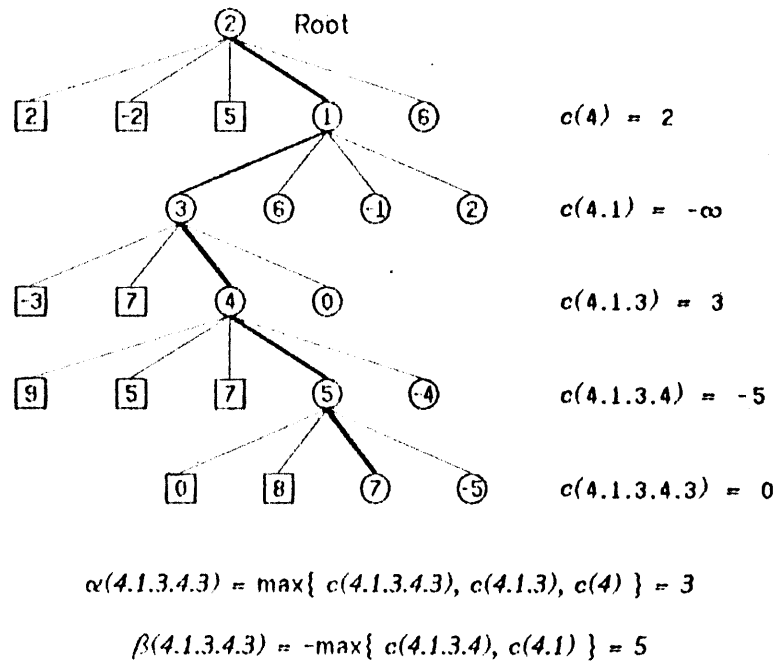 2 Root
2 -2 5 1 6 c(4) = 2
3 6 -1 2 c(4.1) = -∞
-3 7 4 0 c(4.1.3) = 3
9 5 7 5 -4 c(4.1.3.4) = -5
0 8 7 -5 c(4.1.3.4.3) = 0
α(4.1.3.4.3) = max{ c(4.1.3.4.3), c(4.1.3), c(4) } = 3
β(4.1.3.4.3) = -max{ c(4.1.3.4), c(4.1) } = 5